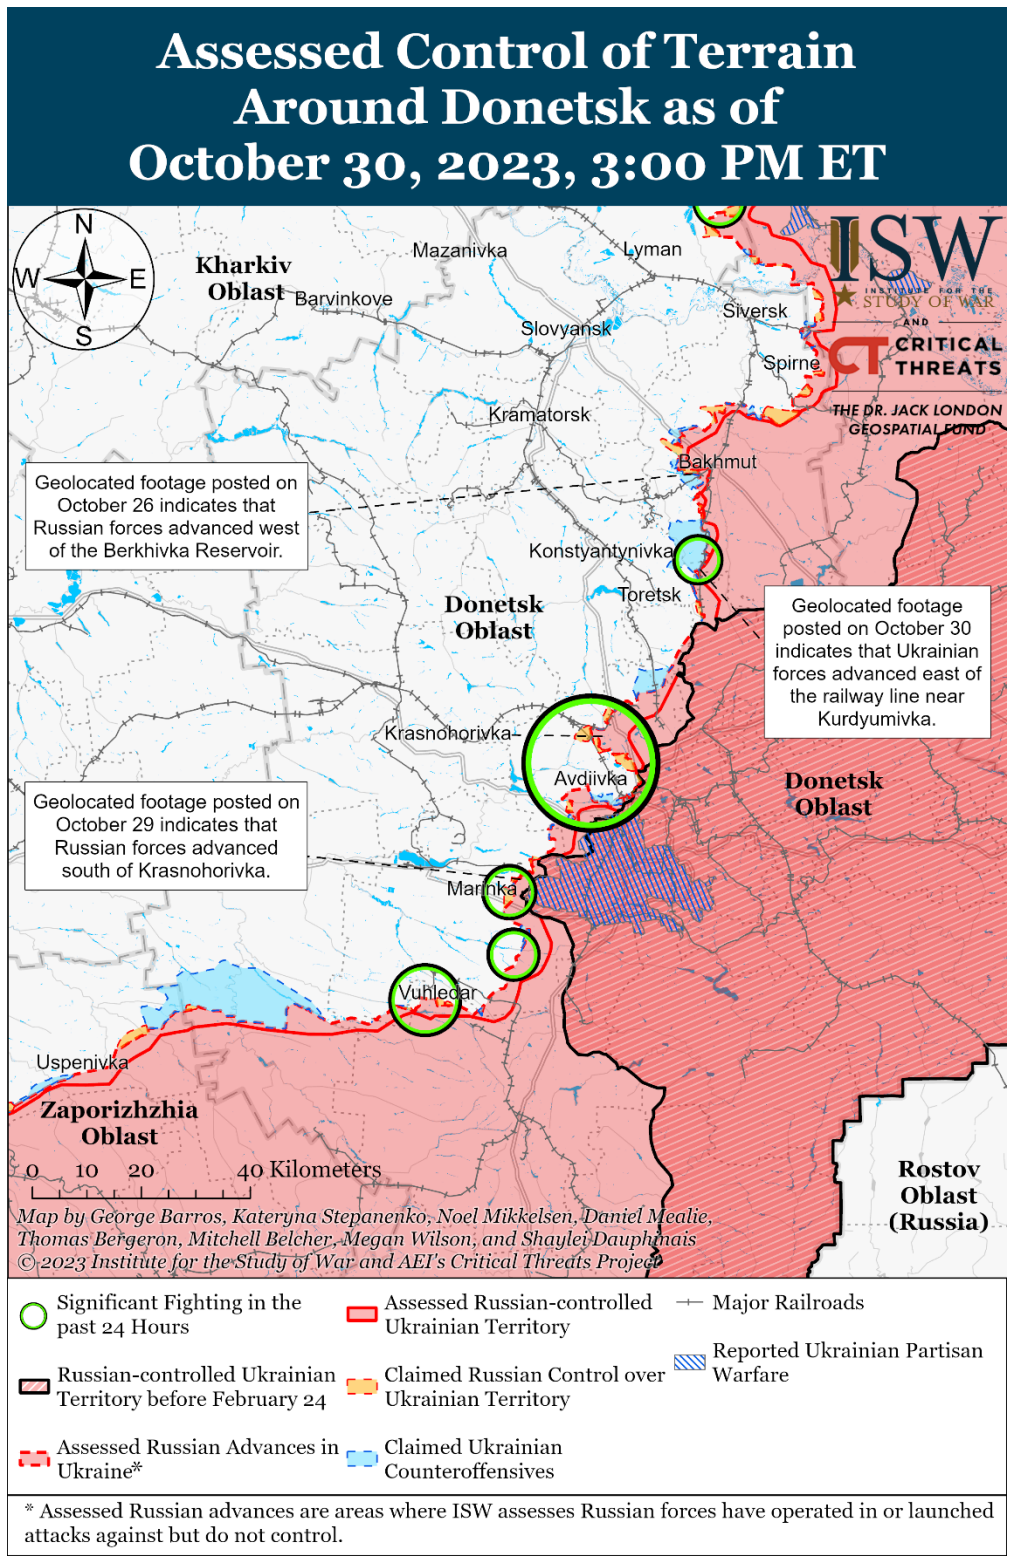 Assessed Control of Terrain
Around Donetsk as of
October 30, 2023, 3:00 PM ET
N
W
E
S
Kharkiv
Oblast
Mazanivka
Lyman
Barvinkove
Siversk
Slovyansk
Spirne
Kramatorsk
Bakhmut
ISW
INSTITUTE FOR THE
STUDY OF WAR
AND
CT CRITICAL
THREATS
THE DR. JACK LONDON
GEOSPATIAL FUND
Geolocated footage posted on
October 26 indicates that
Russian forces advanced west
of the Berkhivka Reservoir.
Konstyantynivka
Toretsk
Donetsk
Oblast
Geolocated footage
posted on October 30
indicates that Ukrainian
forces advanced east of
the railway line near
Kurdyumivka.
Krasnohorivka
Avdiivka
Donetsk
Oblast
Geolocated footage posted on
October 29 indicates that
Russian forces advanced
south of Krasnohorivka.
Marinka
Vuhledar
Uspenivka
Zaporizhzhia
Oblast
Rostov
Oblast
(Russia)
0 10 20 40 Kilometers
Map by George Barros, Kateryna Stepanenko, Noel Mikkelsen, Daniel Mealie,
Thomas Bergeron, Mitchell Belcher, Megan Wilson, and Shaylei Dauphinais
© 2023 Institute for the Study of War and AEI's Critical Threats Project
Significant Fighting in the
past 24 Hours
Russian-controlled Ukrainian
Territory before February 24
Assessed Russian Advances in
Ukraine*
Assessed Russian-controlled
Ukrainian Territory
Claimed Russian Control over
Ukrainian Territory
Claimed Ukrainian
Counteroffensives
Major Railroads
Reported Ukrainian Partisan
Warfare
* Assessed Russian advances are areas where ISW assesses Russian forces have operated in or launched
attacks against but do not control.